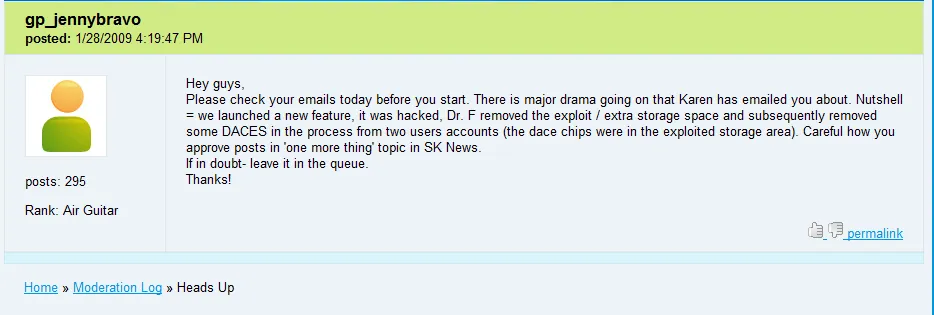 gp_jennybravo
posted: 1/28/2009 4:19:47 PM
Hey guys,
Please check your emails today before you start. There is major drama going on that Karen has emailed you about. Nutshell
= we launched a new feature, it was hacked, Dr. F removed the exploit / extra storage space and subsequently removed
some DACES in the process from two users accounts (the dace chips were in the exploited storage area). Careful how you
approve posts in 'one more thing' topic in SK News.
If in doubt- leave it in the queue.
Thanks!
posts: 295
Rank: Air Guitar
permalink
Home » Moderation Log » Heads Up